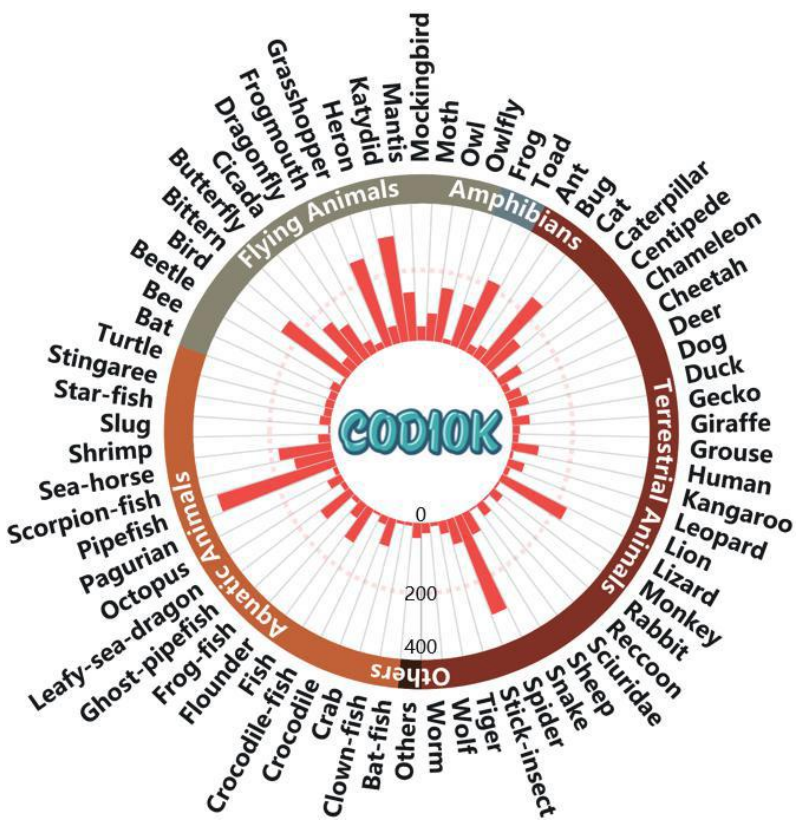 Mockingbird
Moth
Owl
Owlfly
Frog
Toad
Ant
Bug
Cat
Caterpillar
Centipede
Chameleon
Cheetah
Deer
Dog
Duck
Gecko
Giraffe
Grouse
Human
Kangaroo
Leopard
Lion
Lizard
Monkey
Rabbit
Reccoon
Sciuridae
Sheep
Snake
Spider
Stick-insect
Tiger
Wolf
Worm
Others
Bat-fish
Clown-fish
Crab
Crocodile
Crocodile-fish
Fish
Flounder
Frog-fish
Ghost-pipefish
Leafy-sea-dragon
Octopus
Pagurian
Pipefish
Scorpion-fish
Sea-horse
Shrimp
Slug
Star-fish
Stingaree
Turtle
Bat
Bee
Beetle
Bird
Bittern
Butterfly
Cicada
Dragonfly
Frogmouth
Grasshopper
Heron
Katydid
Mantis
Flying Animals
Amphibians
Terrestrial Animals
Others
Aquatic Animals
COD10K
0
200
400